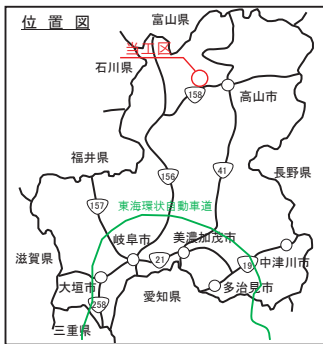 位置図
富山県
当工区
石川県
158
高山市
福井県
156
41
長野県
157
東海環状自動車道
岐阜市
美濃加茂市
滋賀県
21
19
中津川市
大垣市
愛知県
多治見市
258
三重県